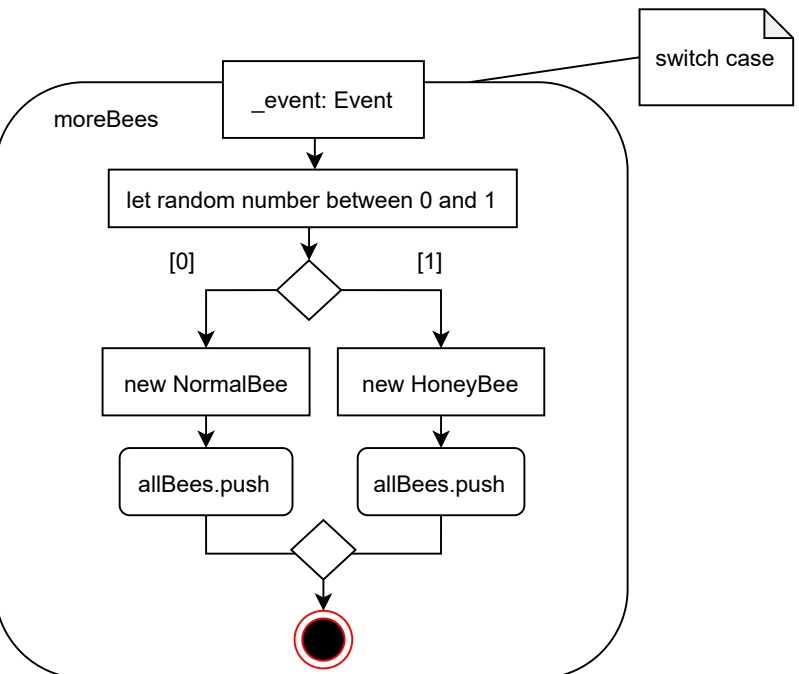 switch case
_event: Event
moreBees
let random number between 0 and 1
[0]
[1]
new NormalBee
new HoneyBee
allBees.push
allBees.push